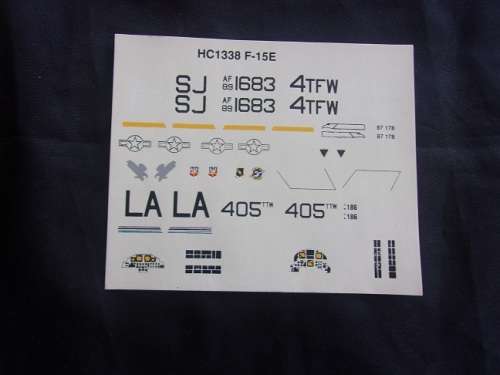 HC1338 F-15E
SJ AF 89 1683 4TFW
SJ AF 89 1683 4TFW
87 178
87 178
LA LA 405TTW 405TTW 186
186